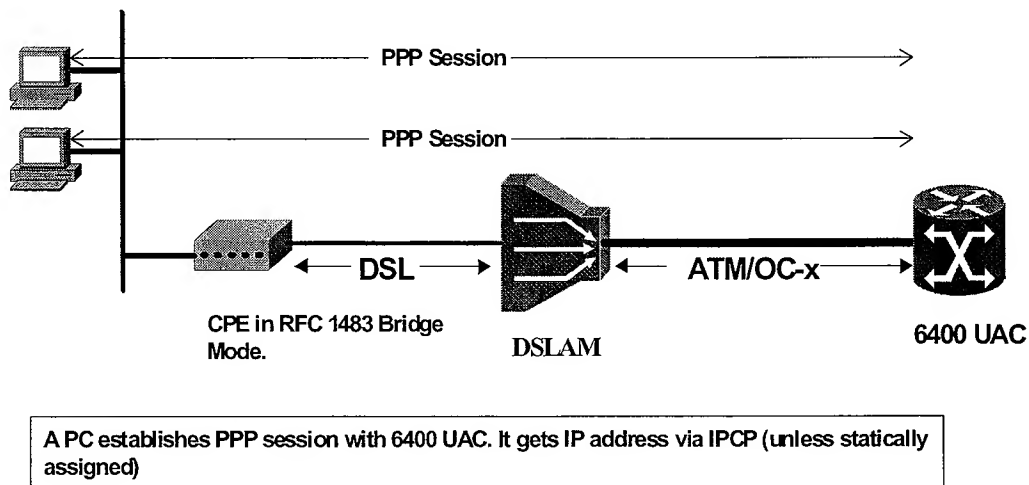 PPP Session
PPP Session
DSL
ATM/OC-x
CPE in RFC 1483 Bridge
Mode.
DSLAM
6400 UAC
A PC establishes PPP session with 6400 UAC. It gets IP address via IPCP (unless statically
assigned)